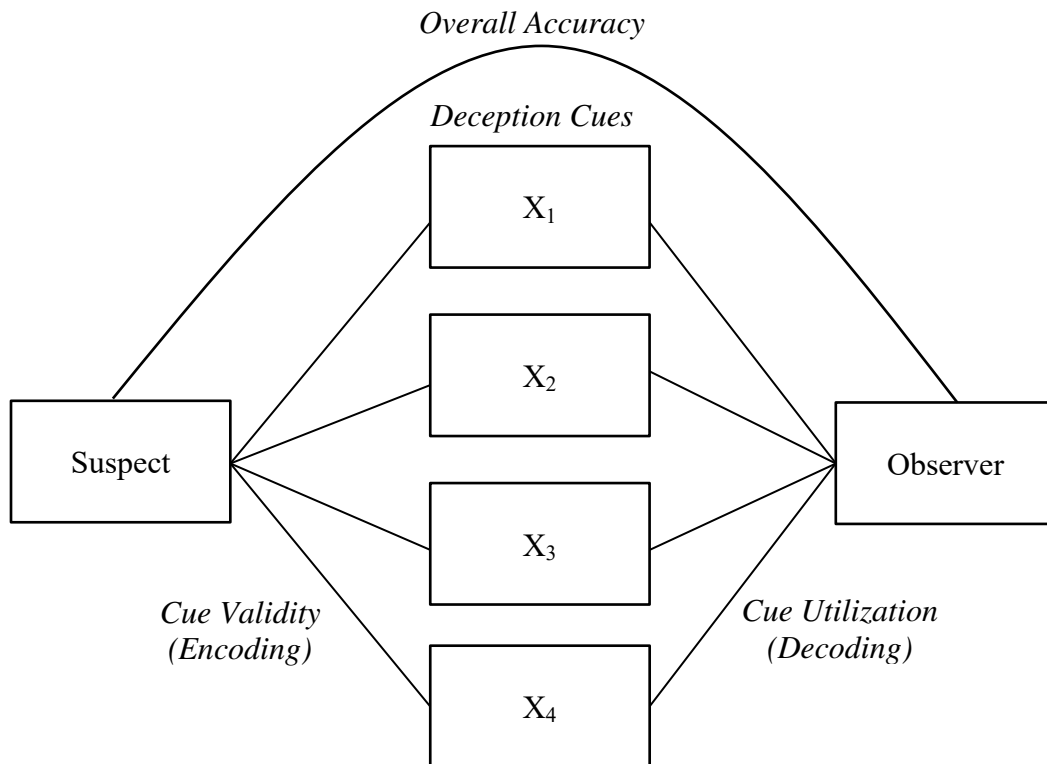 Overall Accuracy
Deception Cues
X₁
X₂
Suspect
Observer
X₃
Cue Validity
(Encoding)
Cue Utilization
(Decoding)
X₄